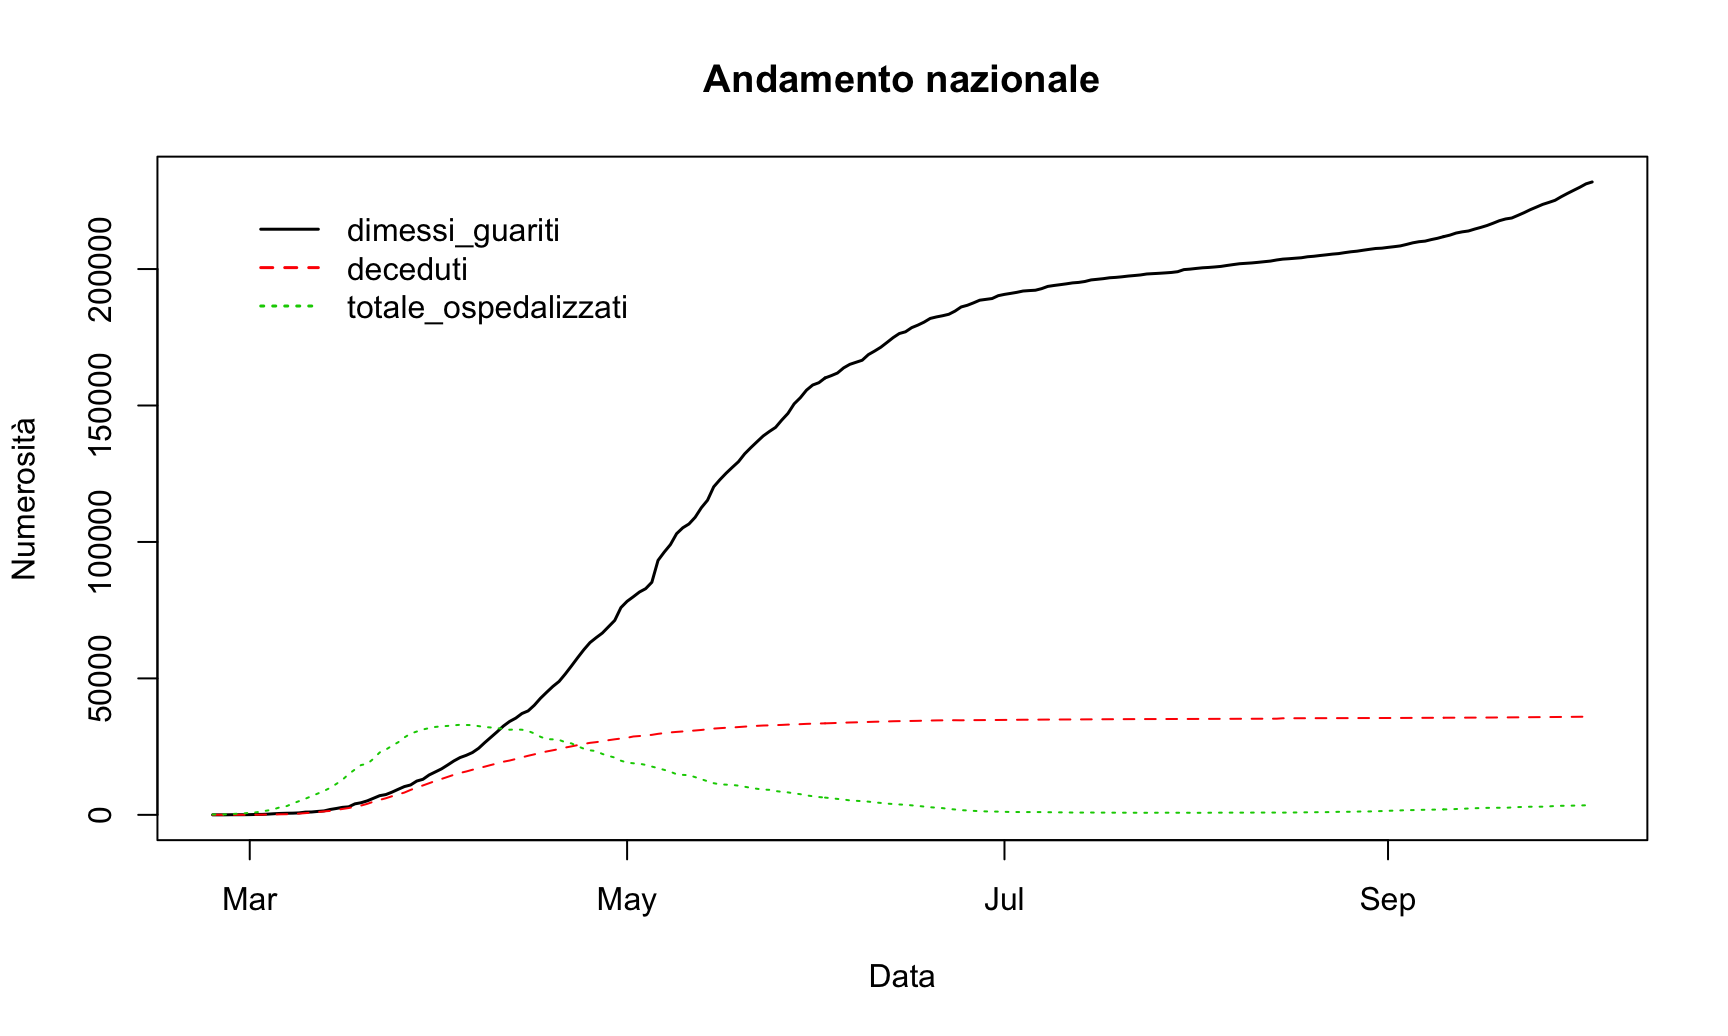 Andamento nazionale
dimessi_guariti
deceduti
totale_ospedalizzati
Numerosità
200000
150000
100000
50000
0
Mar May Jul Sep
Data